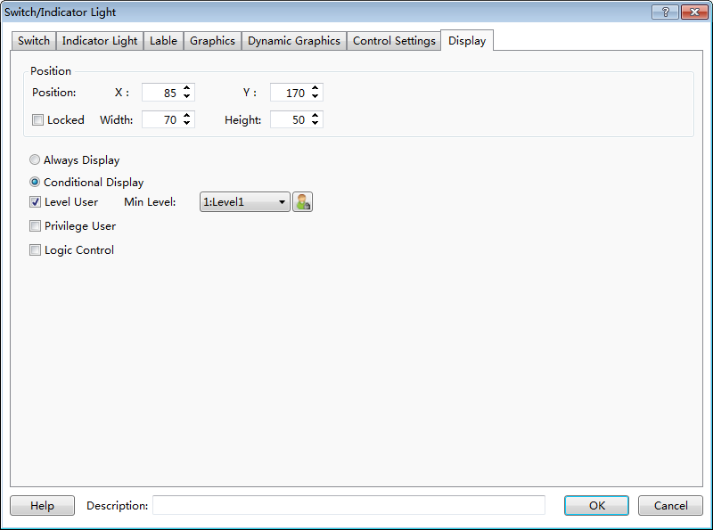 Switch/Indicator Light
Switch Indicator Light Lable Graphics Dynamic Graphics Control Settings Display
Position
Position: X : 85 Y : 170
Locked Width: 70 Height: 50
Always Display
Conditional Display
Level User Min Level: 1:Level1
Privilege User
Logic Control
Help Description: OK Cancel